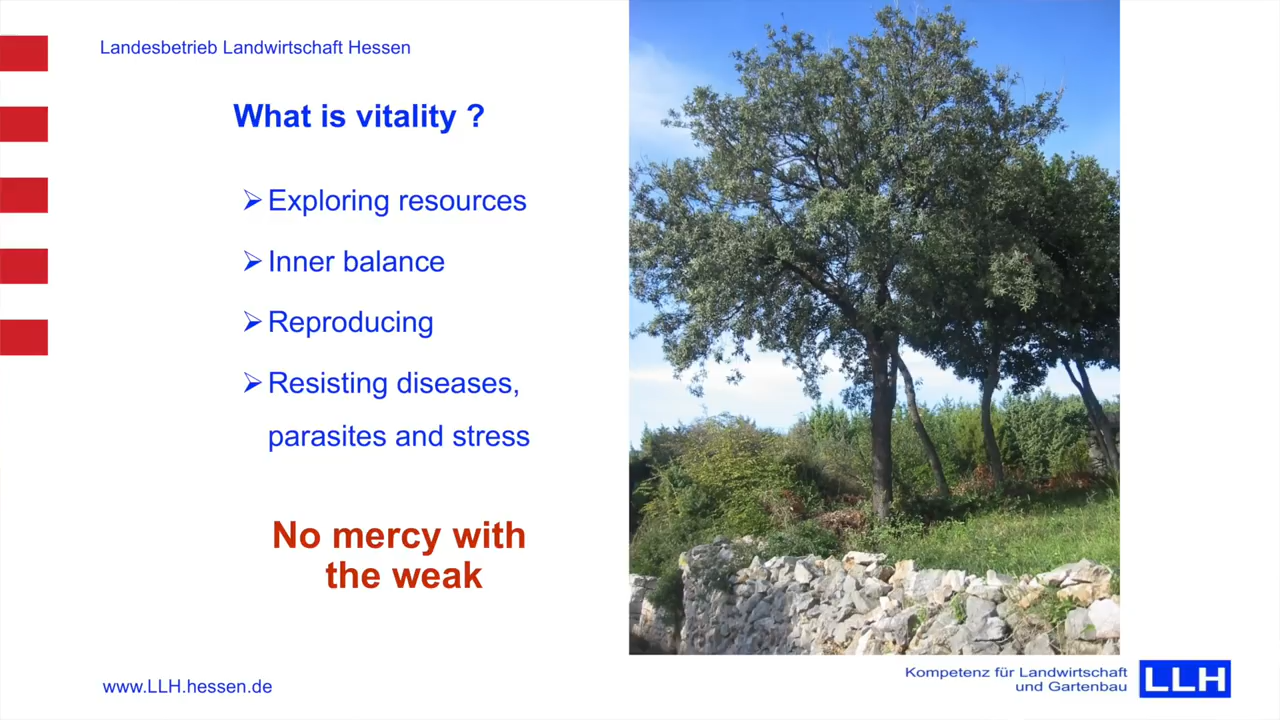 Landesbetrieb Landwirtschaft Hessen
What is vitality ?
➢ Exploring resources
➢ Inner balance
➢ Reproducing
➢ Resisting diseases,
parasites and stress
No mercy with
the weak
www.LLH.hessen.de
Kompetenz für Landwirtschaft
und Gartenbau
LLH